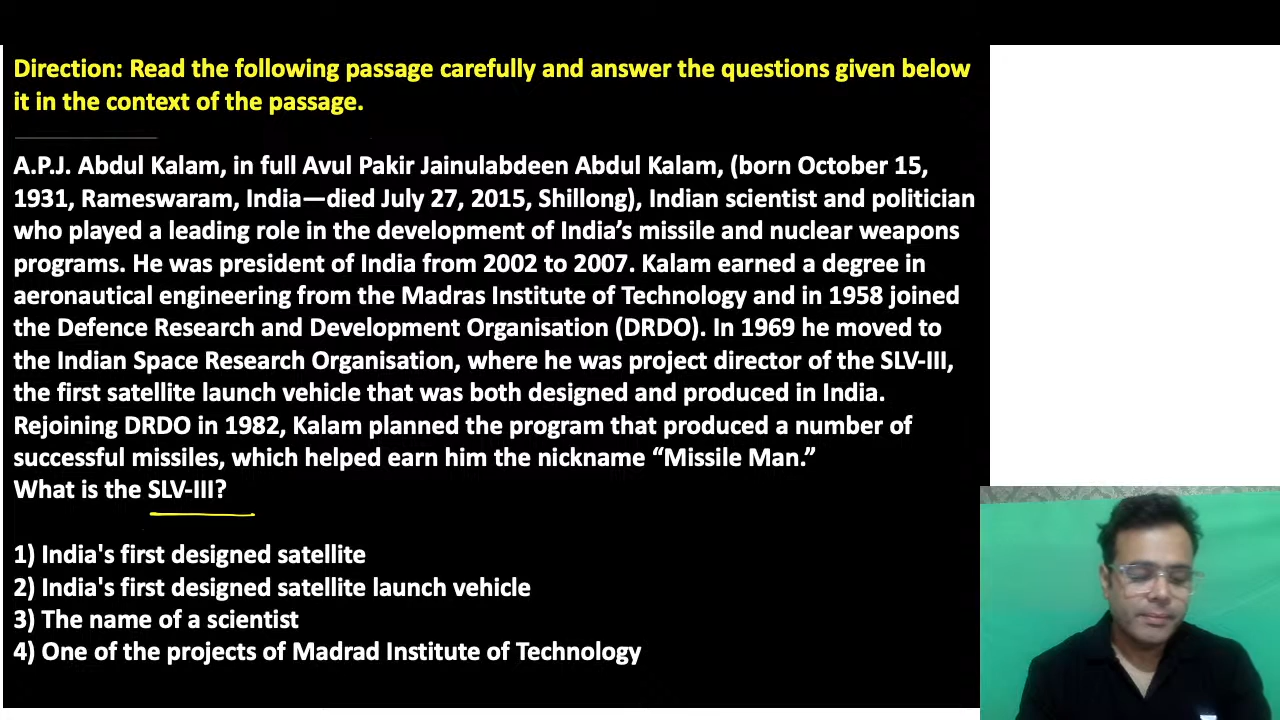 Direction: Read the following passage carefully and answer the questions given below
it in the context of the passage.
A.P.J. Abdul Kalam, in full Avul Pakir Jainulabdeen Abdul Kalam, (born October 15,
1931, Rameswaram, India—died July 27, 2015, Shillong), Indian scientist and politician
who played a leading role in the development of India’s missile and nuclear weapons
programs. He was president of India from 2002 to 2007. Kalam earned a degree in
aeronautical engineering from the Madras Institute of Technology and in 1958 joined
the Defence Research and Development Organisation (DRDO). In 1969 he moved to
the Indian Space Research Organisation, where he was project director of the SLV-III,
the first satellite launch vehicle that was both designed and produced in India.
Rejoining DRDO in 1982, Kalam planned the program that produced a number of
successful missiles, which helped earn him the nickname “Missile Man.”
What is the SLV-III?
1) India's first designed satellite
2) India's first designed satellite launch vehicle
3) The name of a scientist
4) One of the projects of Madrad Institute of Technology